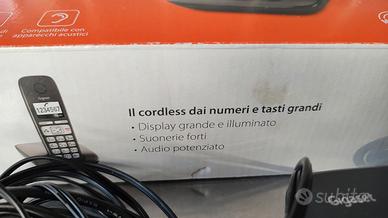 Compatibile con
apparecchi acustici
Gigaset
1234567
Il cordless dai numeri e tasti grandi
• Display grande e illuminato
• Suonerie forti
• Audio potenziato
subito